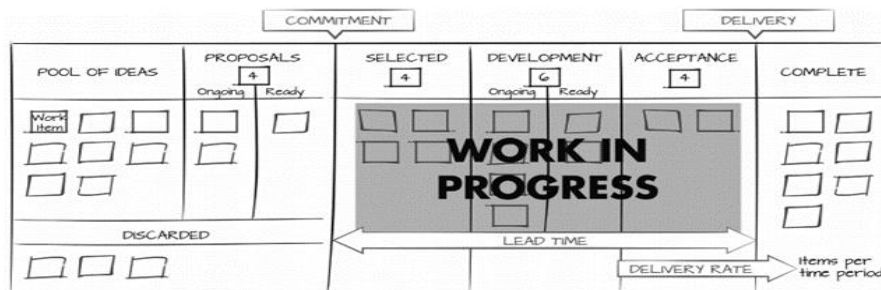 COMMITMENT
DELIVERY
POOL OF IDEAS
PROPOSALS
4
Ongoing Ready
SELECTED
4
DEVELOPMENT
6
Ongoing Ready
ACCEPTANCE
4
COMPLETE
Work
Item
WORK IN
PROGRESS
DISCARDED
LEAD TIME
DELIVERY RATE
Items per
time period